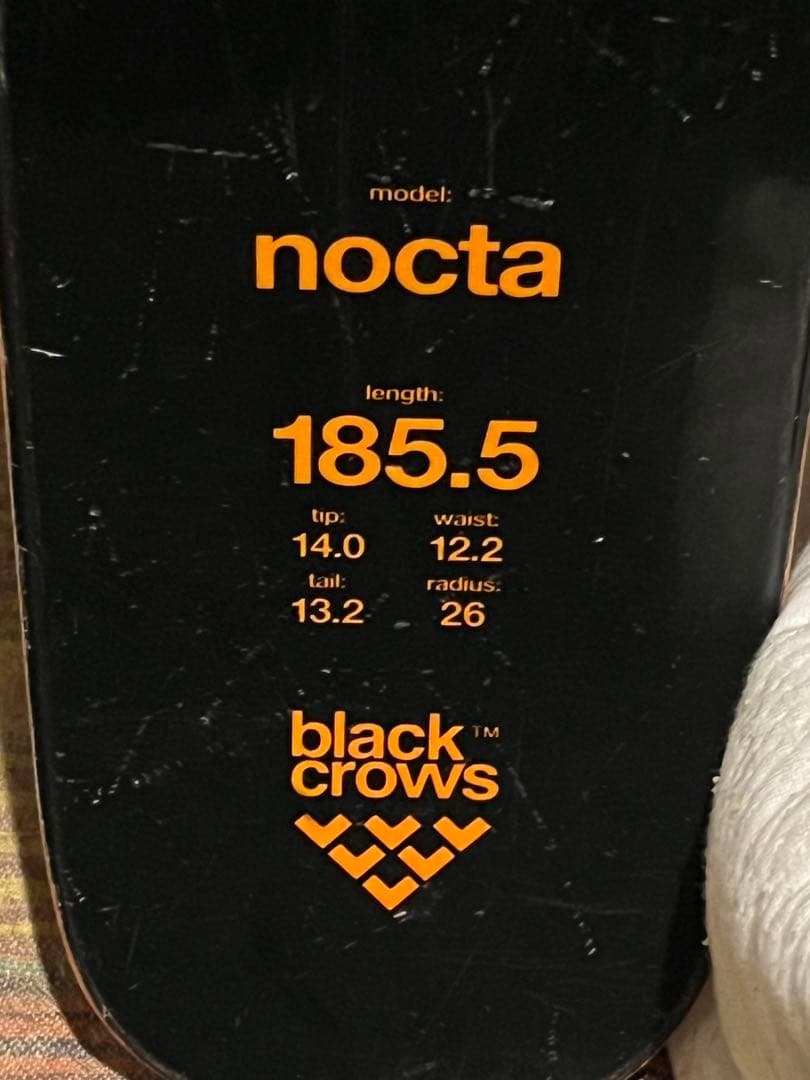 model:
nocta
length:
185.5
tip: waist:
14.0 12.2
tail: radius:
13.2 26
black™
crows